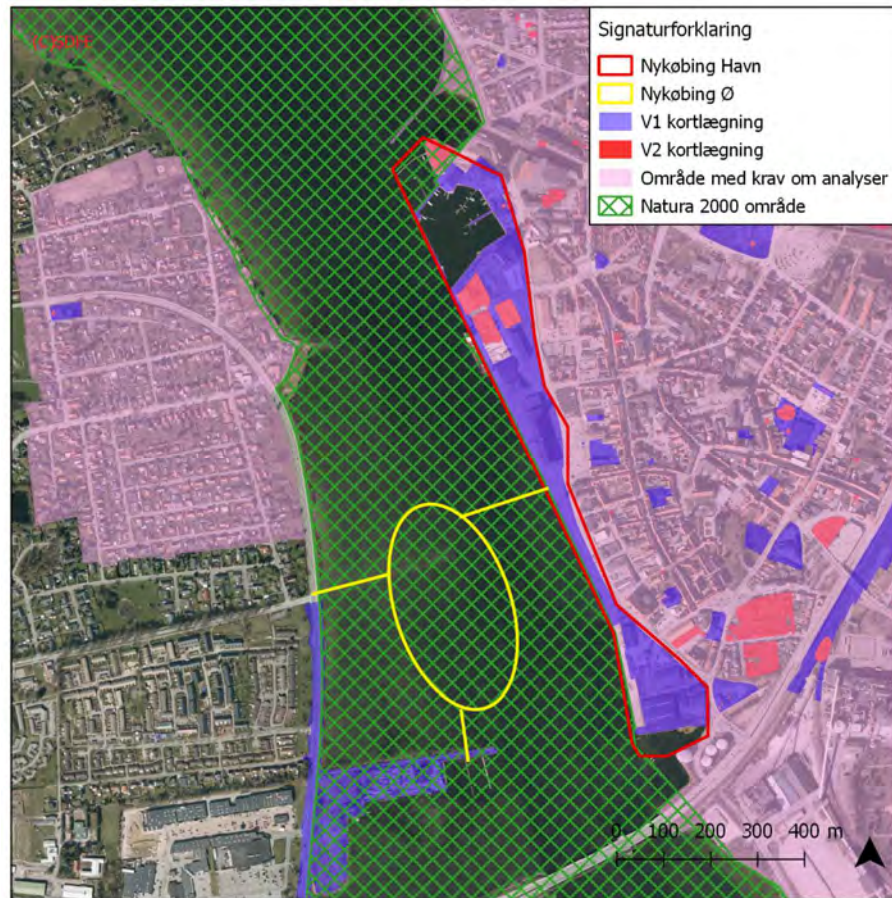 (C)SDFE
Signaturforklaring
Nykøbing Havn
Nykøbing Ø
V1 kortlægning
V2 kortlægning
Område med krav om analyser
Natura 2000 område
0 100 200 300 400 m